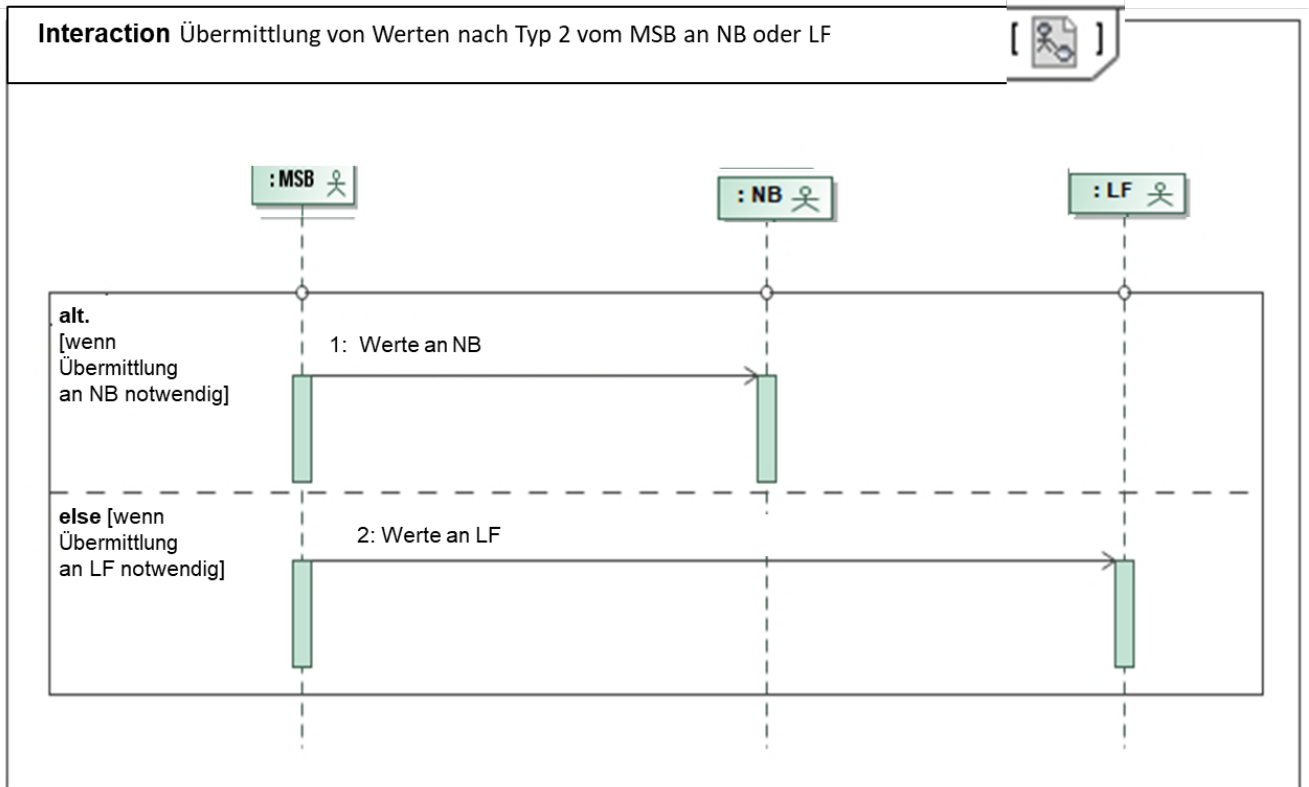 Interaction Übermittlung von Werten nach Typ 2 vom MSB an NB oder LF
[ ]
: MSB
: NB
: LF
alt.
[wenn
Übermittlung
an NB notwendig]
1: Werte an NB
else [wenn
Übermittlung
an LF notwendig]
2: Werte an LF